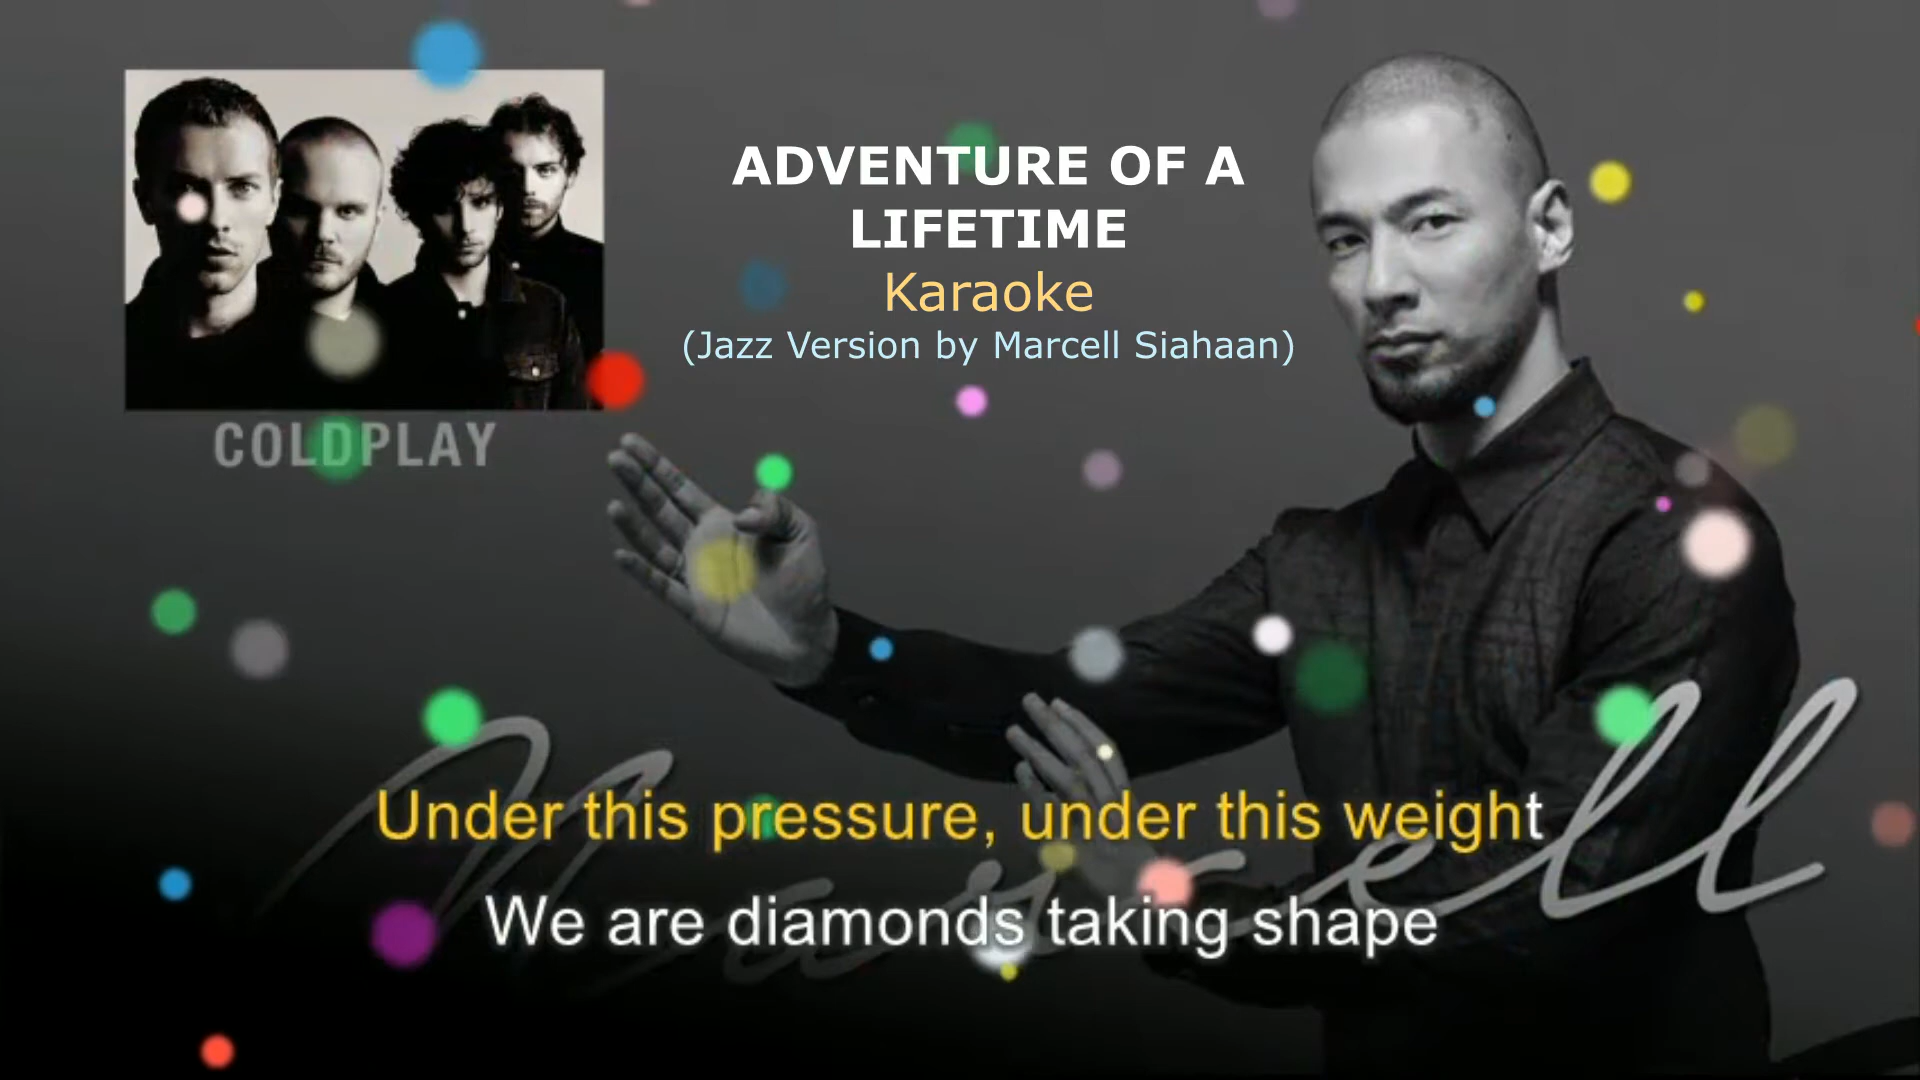 ADVENTURE OF A
LIFETIME
Karaoke
(Jazz Version by Marcell Siahaan)
COLDPLAY
Marcell
Under this pressure, under this weight
We are diamonds taking shape